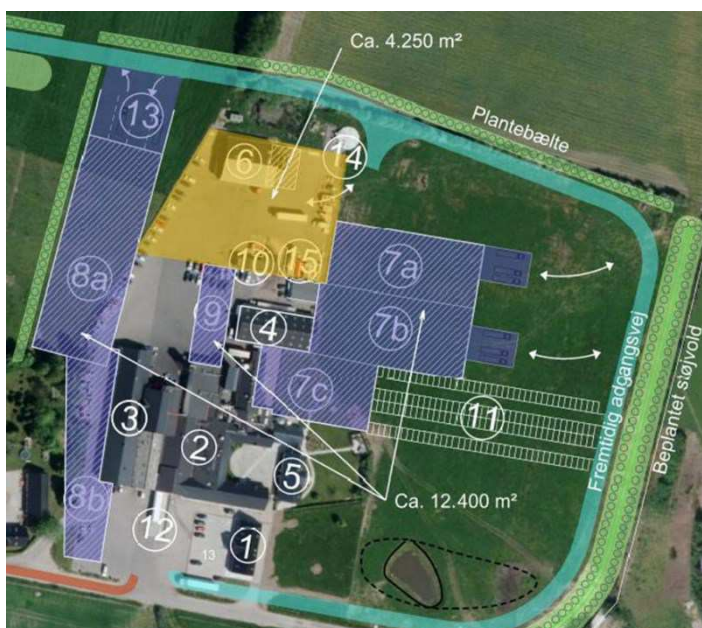 Ca. 4.250 m²
Plantebælte
13
6
14
10
15
7a
8a
9
4
7b
3
7c
11
2
5
Ca. 12.400 m²
8b
12
13
1
Fremtidig adgangsvej
Beplantet støjvold